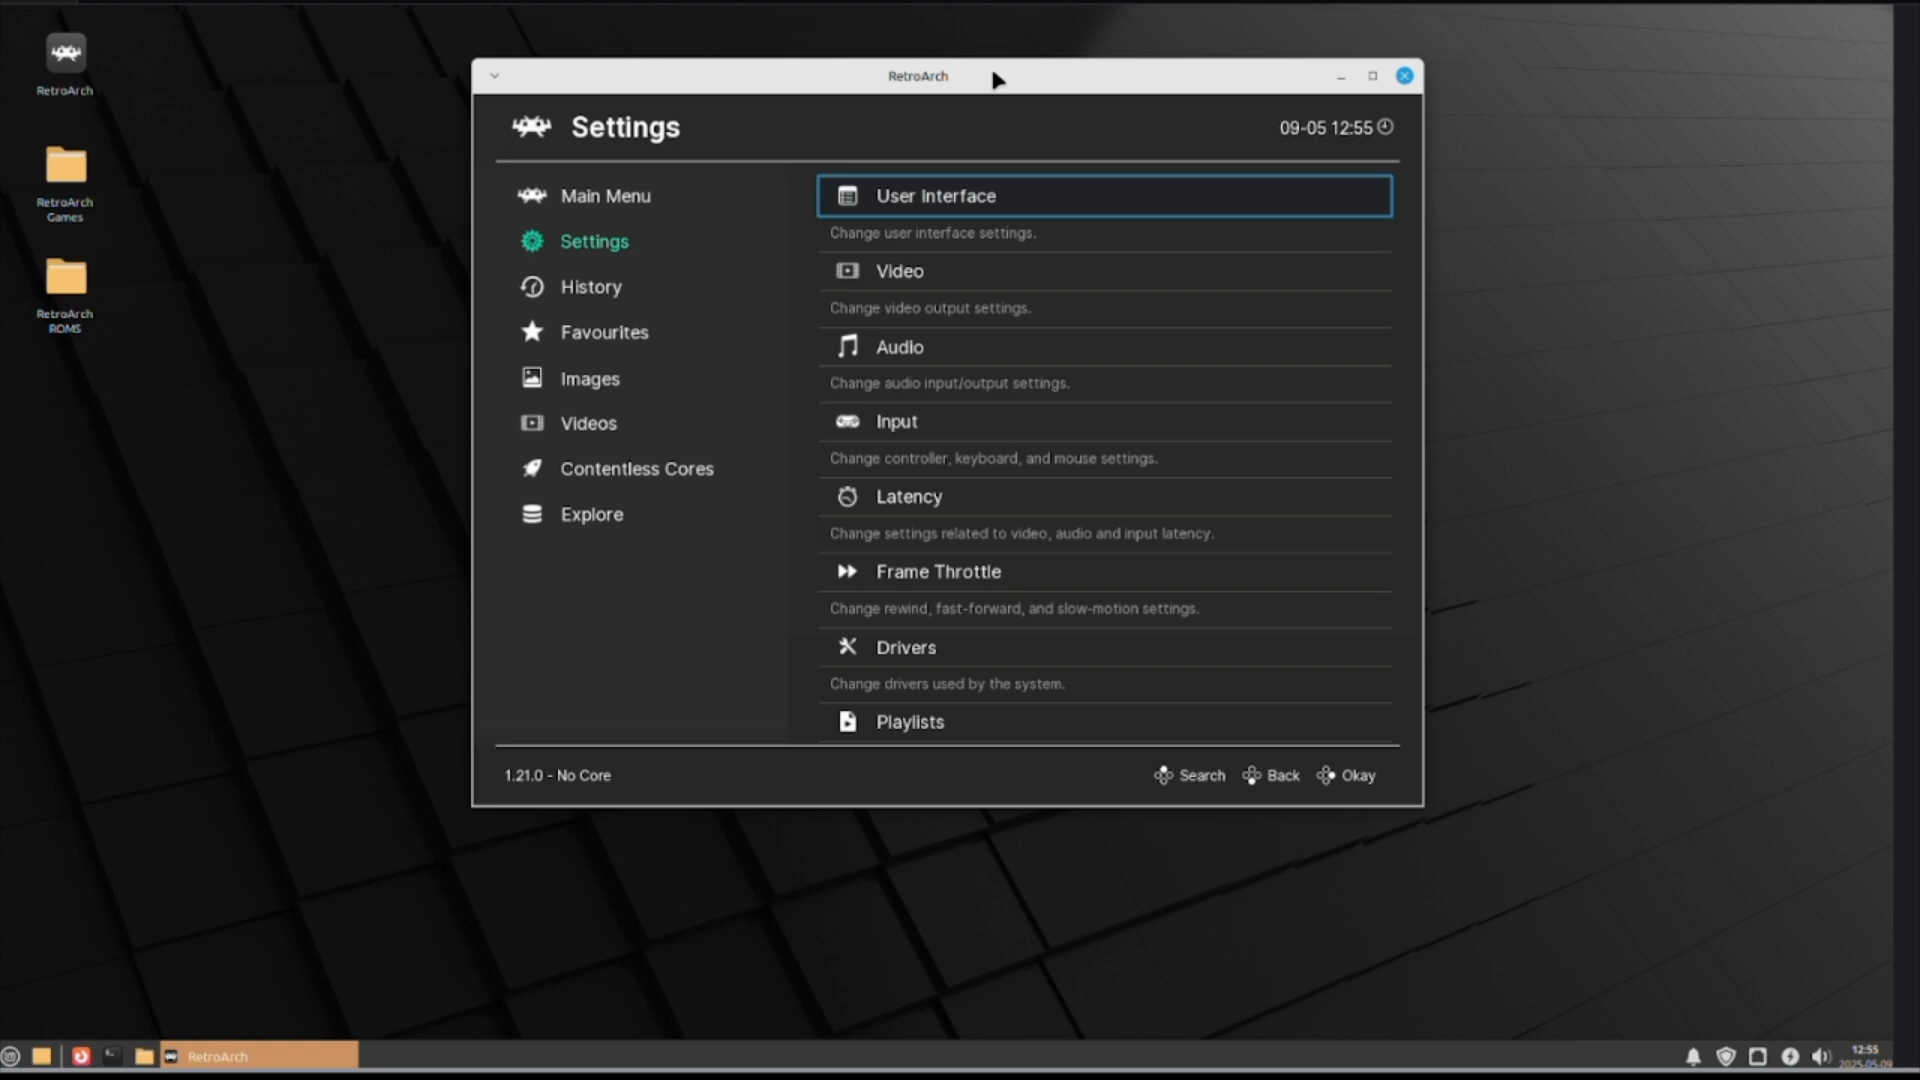 RetroArch
RetroArch
Games
RetroArch
ROMS
RetroArch
Settings
09-05 12:55
Main Menu
Settings
History
Favourites
Images
Videos
Contentless Cores
Explore
User Interface
Change user interface settings.
Video
Change video output settings.
Audio
Change audio input/output settings.
Input
Change controller, keyboard, and mouse settings.
Latency
Change settings related to video, audio and input latency.
Frame Throttle
Change rewind, fast-forward, and slow-motion settings.
Drivers
Change drivers used by the system.
Playlists
1.21.0 - No Core
Search
Back
Okay
RetroArch
12:55
2025-05-09